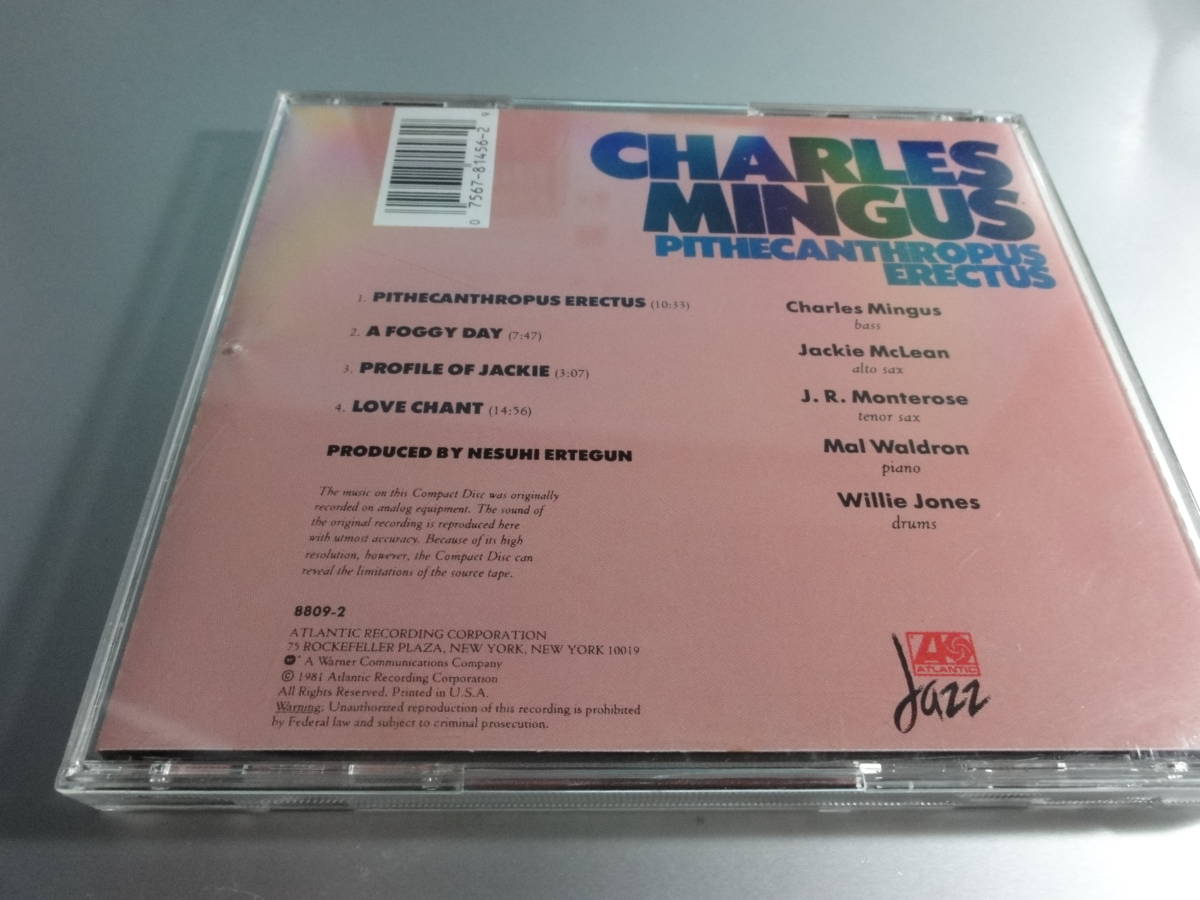 0 7567-81456-2 9
CHARLES
MINGUS
PITHECANTHROPUS
ERECTUS
1. PITHECANTHROPUS ERECTUS (10:33)
2. A FOGGY DAY (7:47)
3. PROFILE OF JACKIE (3:07)
4. LOVE CHANT (14:56)
PRODUCED BY NESUHI ERTEGUN
Charles Mingus
bass
Jackie McLean
alto sax
J. R. Monterose
tenor sax
Mal Waldron
piano
Willie Jones
drums
The music on this Compact Disc was originally
recorded on analog equipment. The sound of
the original recording is reproduced here
with utmost accuracy. Because of its high
resolution, however, the Compact Disc can
reveal the limitations of the source tape.
8809-2
ATLANTIC RECORDING CORPORATION
75 ROCKEFELLER PLAZA, NEW YORK, NEW YORK 10019
A Warner Communications Company
© 1981 Atlantic Recording Corporation
All Rights Reserved. Printed in U.S.A.
Warning: Unauthorized reproduction of this recording is prohibited
by Federal law and subject to criminal prosecution.
ATLANTIC
Jazz